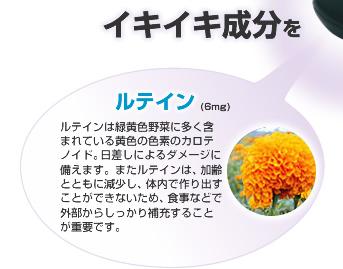 イキイキ成分を
ルテイン (6mg)
ルテインは緑黄色野菜に多く含
まれている黄色の色素のカロテ
ノイド。日差しによるダメージに
備えます。またルテインは、加齢
とともに減少し、体内で作り出す
ことができないため、食事などで
外部からしっかり補充すること
が重要です。